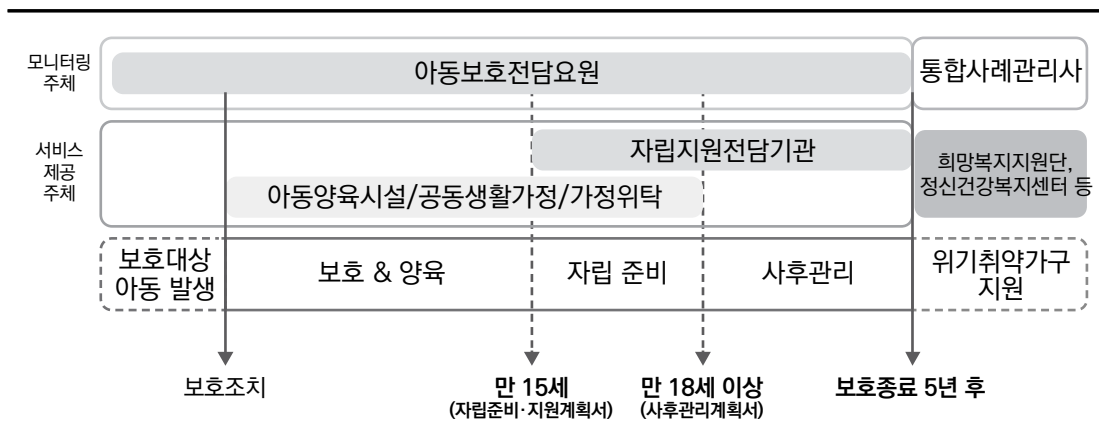 모니터링
주체
아동보호전담요원
통합사례관리사
서비스
제공
주체
자립지원전담기관
아동양육시설/공동생활가정/가정위탁
희망복지지원단,
정신건강복지센터 등
보호대상
아동 발생
보호 & 양육
자립 준비
사후관리
위기취약가구
지원
보호조치
만 15세
(자립준비·지원계획서)
만 18세 이상
(사후관리계획서)
보호종료 5년 후